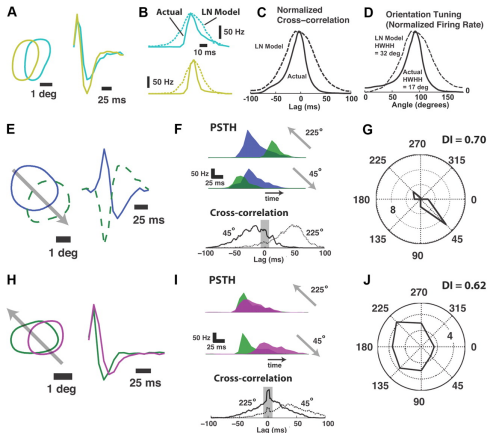 A
1 deg
25 ms
B
Actual
LN Model
50 Hz
10 ms
50 Hz
C
Normalized
Cross-correlation
LN Model
Actual
-100
-50
0
50
100
Lag (ms)
D
Orientation Tuning
(Normalized Firing Rate)
LN Model
HWHH
= 32 deg
Actual
HWHH
= 17 deg
0
0
50
100
150
Angle (degrees)
E
1 deg
25 ms
F
PSTH
225°
50 Hz
25 ms
45°
time
Cross-correlation
45°
225°
-100
-50
0
50
100
Lag (ms)
G
DI = 0.70
270
225
315
180
8
0
135
45
90
H
1 deg
25 ms
I
PSTH
225°
50 Hz
25 ms
45°
time
Cross-correlation
225°
45°
-100
-50
0
50
100
Lag (ms)
J
DI = 0.62
270
225
315
4
180
0
135
45
90